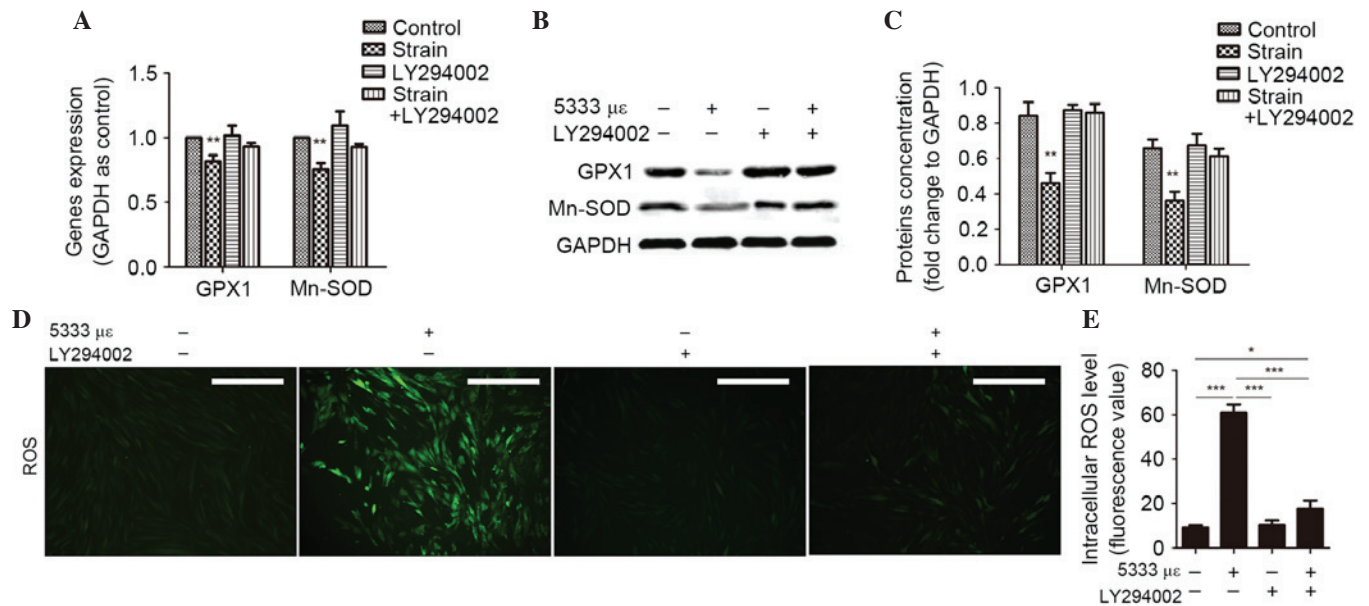 A
Control
Strain
LY294002
Strain
+LY294002
Genes expression
(GAPDH as control)
1.5
1.0
0.5
0.0
**
**
GPX1
Mn-SOD
B
5333 με – + – +
LY294002 – – + +
GPX1
Mn-SOD
GAPDH
C
Control
Strain
LY294002
Strain
+LY294002
Proteins concentration
(fold change to GAPDH)
1.0
0.8
0.6
0.4
0.2
0.0
**
**
GPX1
Mn-SOD
D
5333 με – + – +
LY294002 – – + +
ROS
E
Intracellular ROS level
(fluorescence value)
80
60
40
20
0
*
***
*** ***
5333 με – + – +
LY294002 – – + +